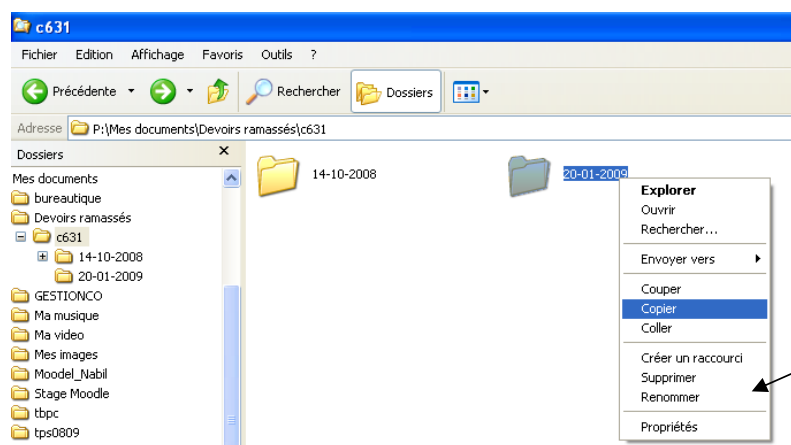 c631
Fichier Edition Affichage Favoris Outils ?
Précédente Rechercher Dossiers
Adresse P:\Mes documents\Devoirs ramassés\c631
Dossiers x
Mes documents
bureautique
Devoirs ramassés
c631
14-10-2008
20-01-2009
GESTIONCO
Ma musique
Ma video
Mes images
Moodel_Nabil
Stage Moodle
tbpc
tps0809
14-10-2008
20-01-2009
Explorer
Ouvrir
Rechercher...
Envoyer vers
Couper
Copier
Coller
Créer un raccourci
Supprimer
Renommer
Propriétés